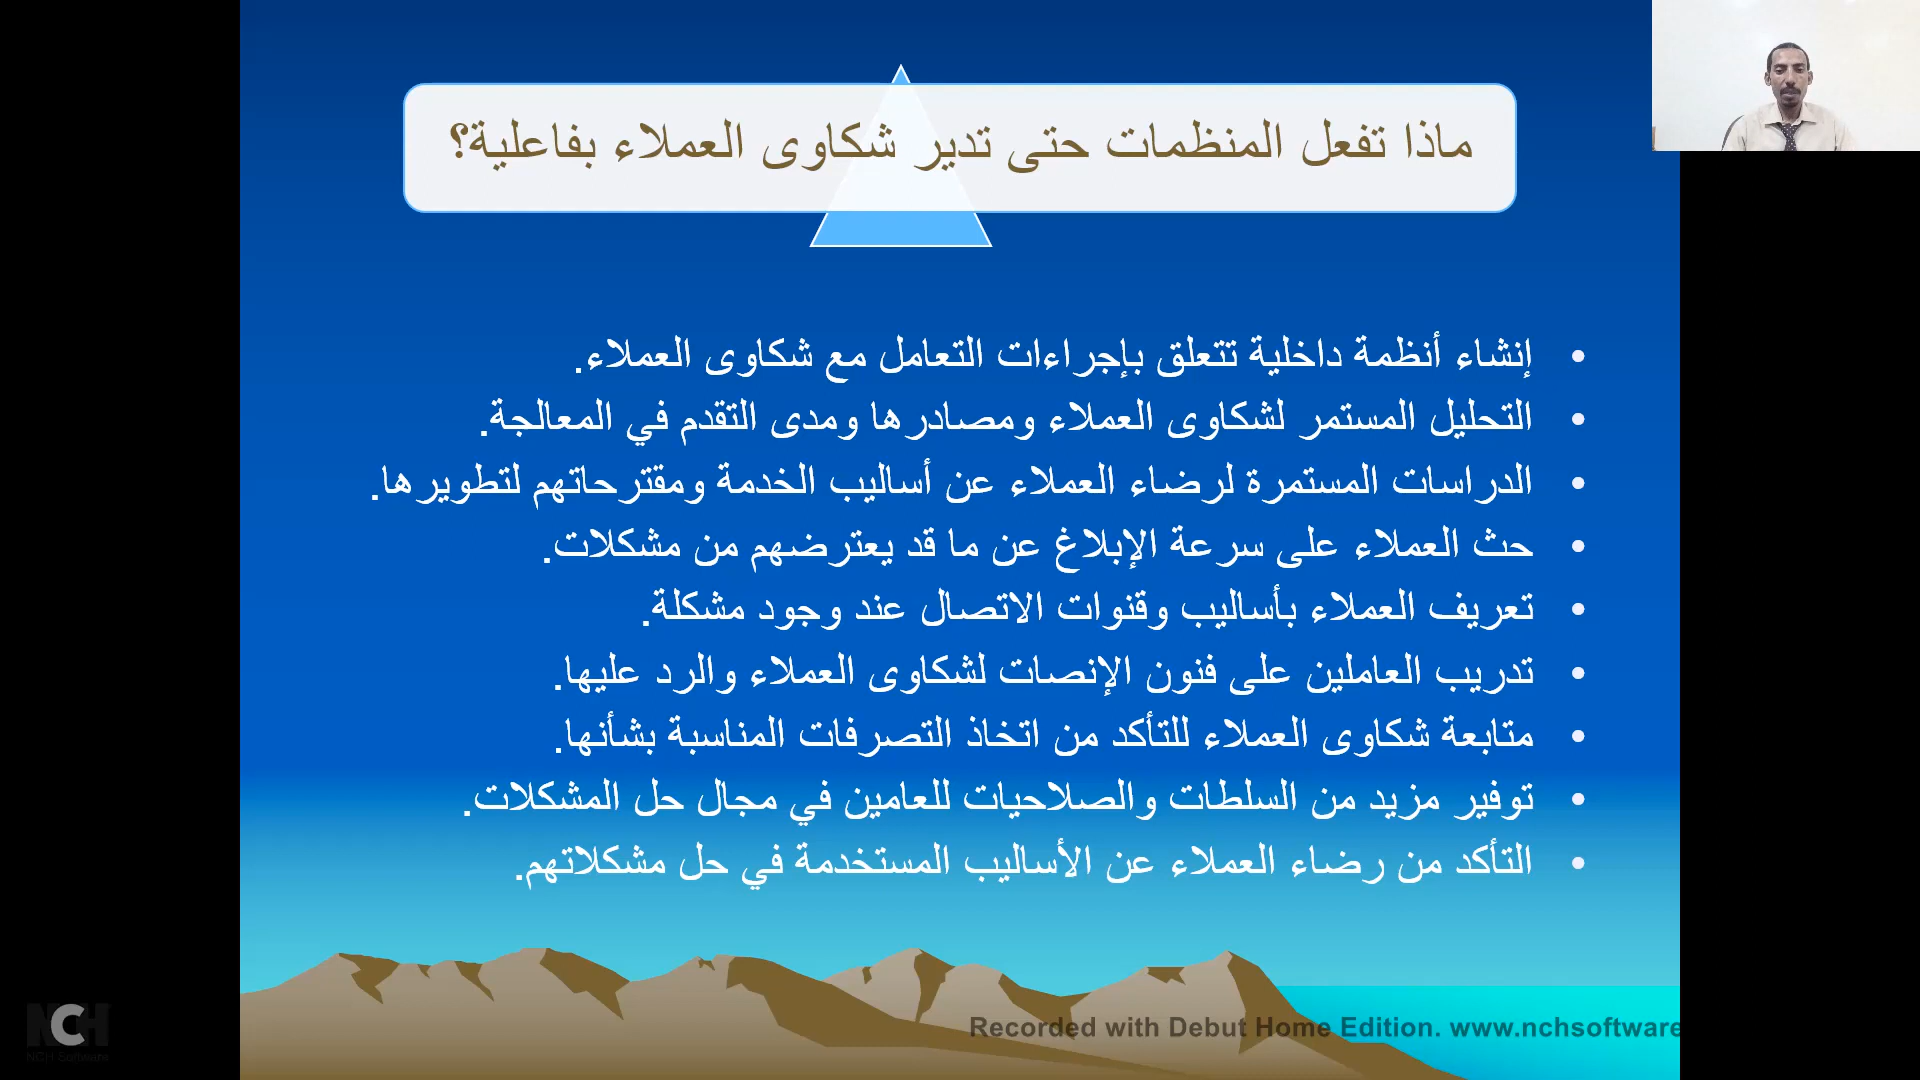 ماذا تفعل المنظمات حتى تدير شكاوى العملاء بفاعلية؟
• إنشاء أنظمة داخلية تتعلق بإجراءات التعامل مع شكاوى العملاء.
• التحليل المستمر لشكاوى العملاء ومصادرها ومدى التقدم في المعالجة.
• الدراسات المستمرة لرضاء العملاء عن أساليب الخدمة ومقترحاتهم لتطويرها.
• حث العملاء على سرعة الإبلاغ عن ما قد يعترضهم من مشكلات.
• تعريف العملاء بأساليب وقنوات الاتصال عند وجود مشكلة.
• تدريب العاملين على فنون الإنصات لشكاوى العملاء والرد عليها.
• متابعة شكاوى العملاء للتأكد من اتخاذ التصرفات المناسبة بشأنها.
• توفير مزيد من السلطات والصلاحيات للعامين في مجال حل المشكلات.
• التأكد من رضاء العملاء عن الأساليب المستخدمة في حل مشكلاتهم.
NCH
NCH Software
Recorded with Debut Home Edition. www.nchsoftware